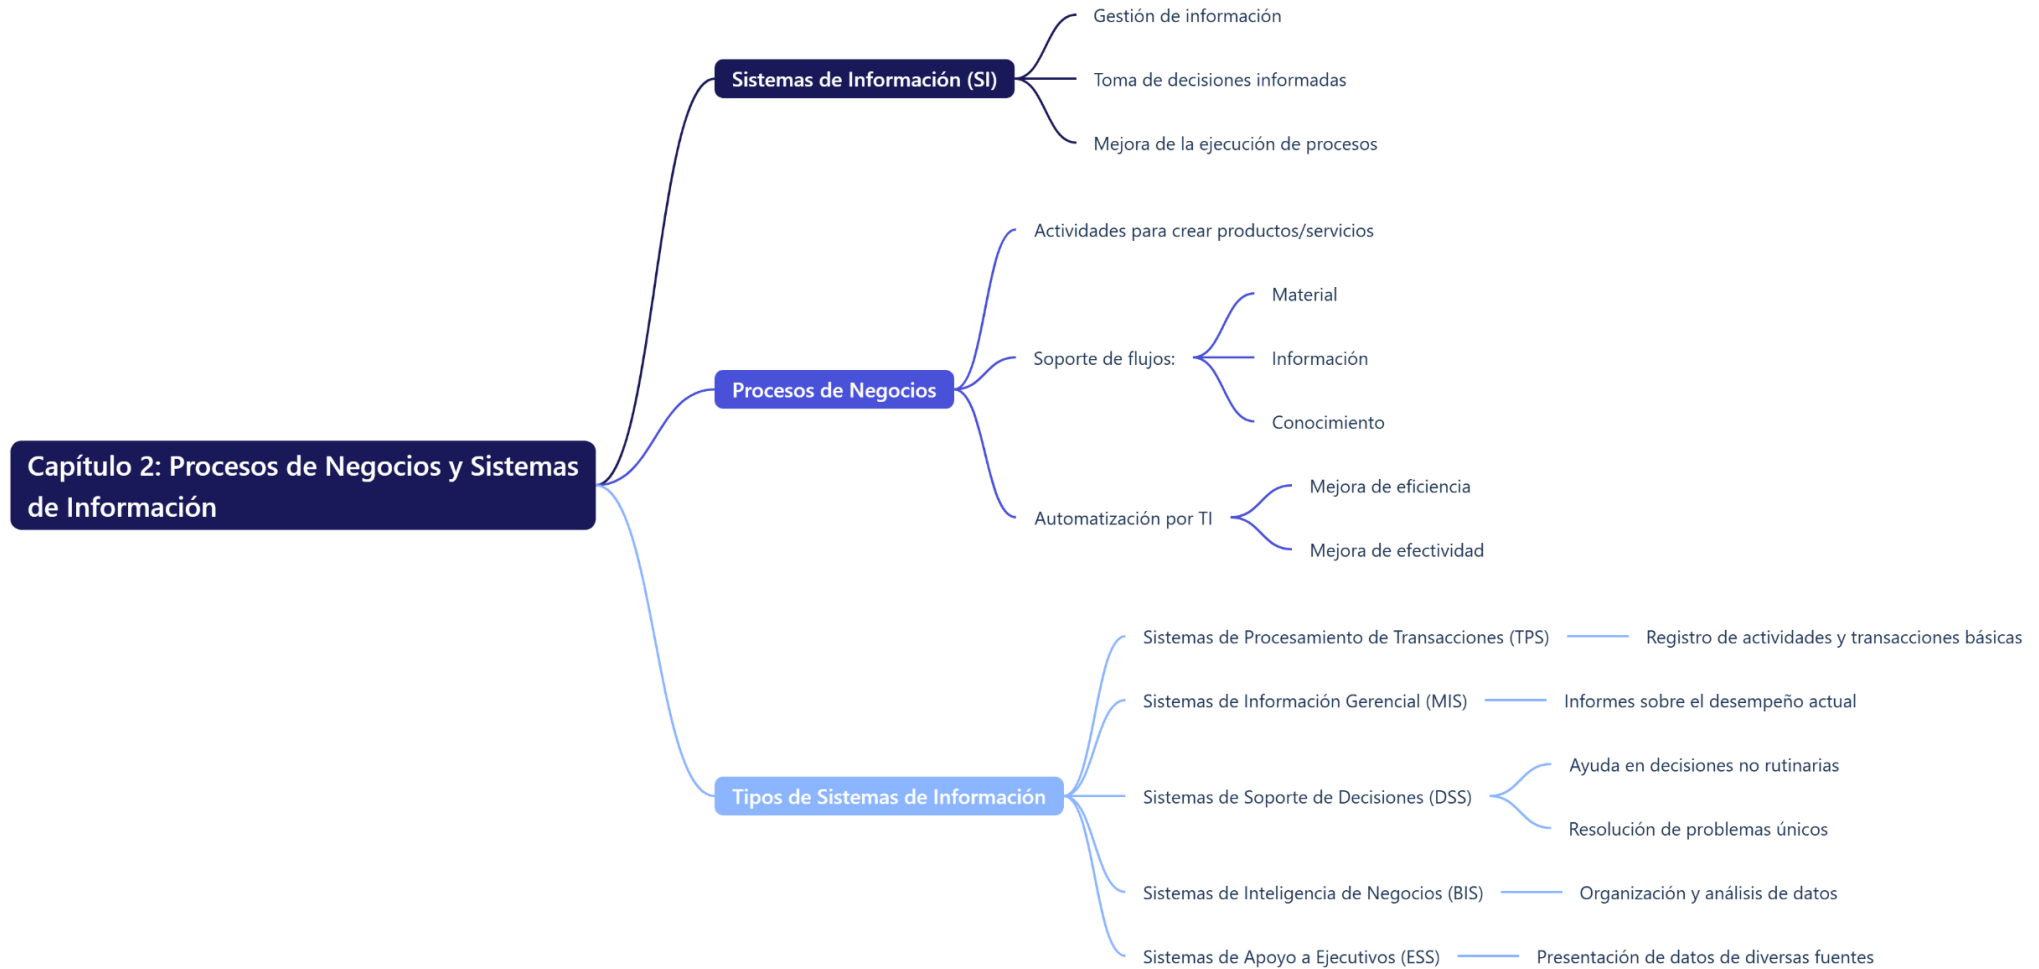 Capítulo 2: Procesos de Negocios y Sistemas
de Información
Sistemas de Información (SI)
Gestión de información
Toma de decisiones informadas
Mejora de la ejecución de procesos
Procesos de Negocios
Actividades para crear productos/servicios
Soporte de flujos:
Material
Información
Conocimiento
Automatización por TI
Mejora de eficiencia
Mejora de efectividad
Tipos de Sistemas de Información
Sistemas de Procesamiento de Transacciones (TPS)
Registro de actividades y transacciones básicas
Sistemas de Información Gerencial (MIS)
Informes sobre el desempeño actual
Sistemas de Soporte de Decisiones (DSS)
Ayuda en decisiones no rutinarias
Resolución de problemas únicos
Sistemas de Inteligencia de Negocios (BIS)
Organización y análisis de datos
Sistemas de Apoyo a Ejecutivos (ESS)
Presentación de datos de diversas fuentes